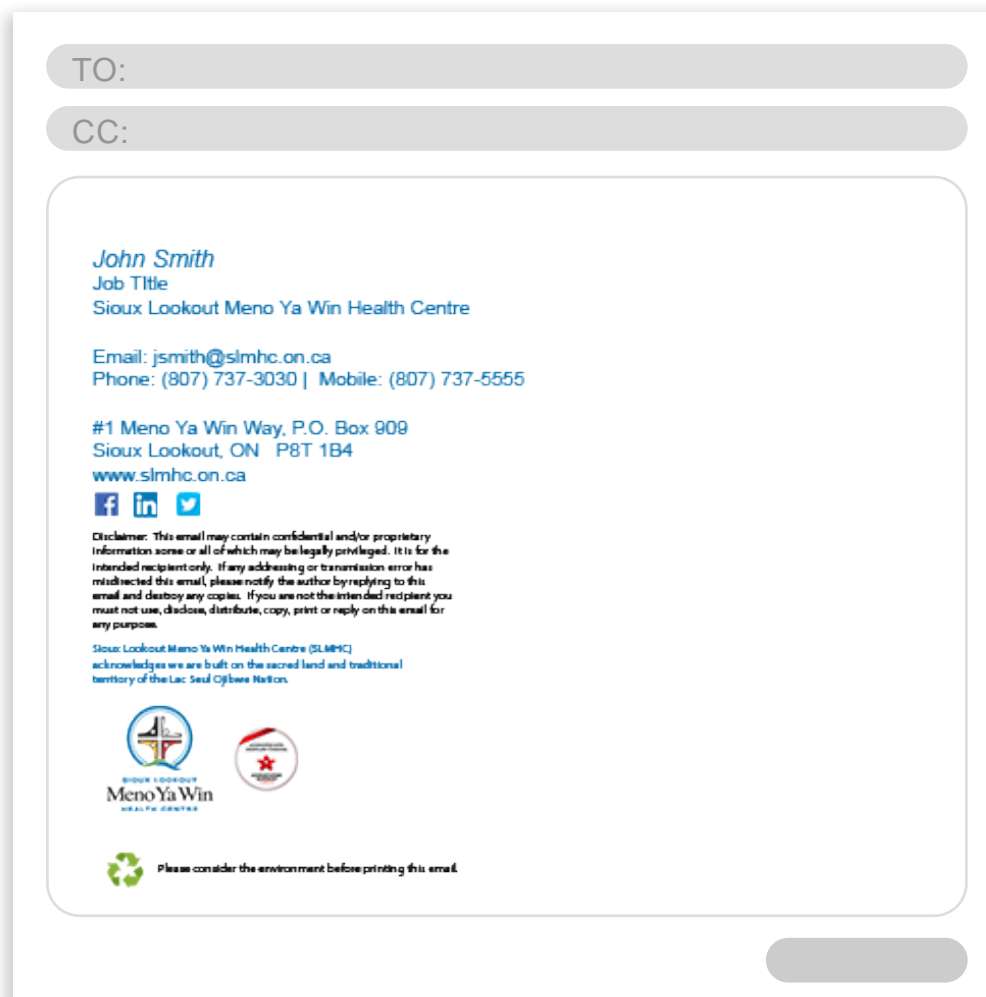 TO:
CC:
John Smith
Job TItle
Sioux Lookout Meno Ya Win Health Centre
Email: jsmith@slmhc.on.ca
Phone: (807) 737-3030 | Mobile: (807) 737-5555
#1 Meno Ya Win Way, P.O. Box 909
Sioux Lookout, ON P8T 1B4
www.slmhc.on.ca
Disclaimer: This email may contain confidential and/or proprietary
information some or all of which may be legally privileged. It is for the
intended recipient only. If any addressing or transmission error has
misdirected this email, please notify the author by replying to this
email and destroy any copies. If you are not the intended recipient you
must not use, disclose, distribute, copy, print or reply on this email for
any purpose.
Sioux Lookout Meno Ya Win Health Centre (SLMHC)
acknowledges we are built on the sacred land and traditional
territory of the Lac Seul Ojibwe Nation.
SIOUX LOOKOUT
Meno Ya Win
HEALTH CENTRE
Please consider the environment before printing this email.